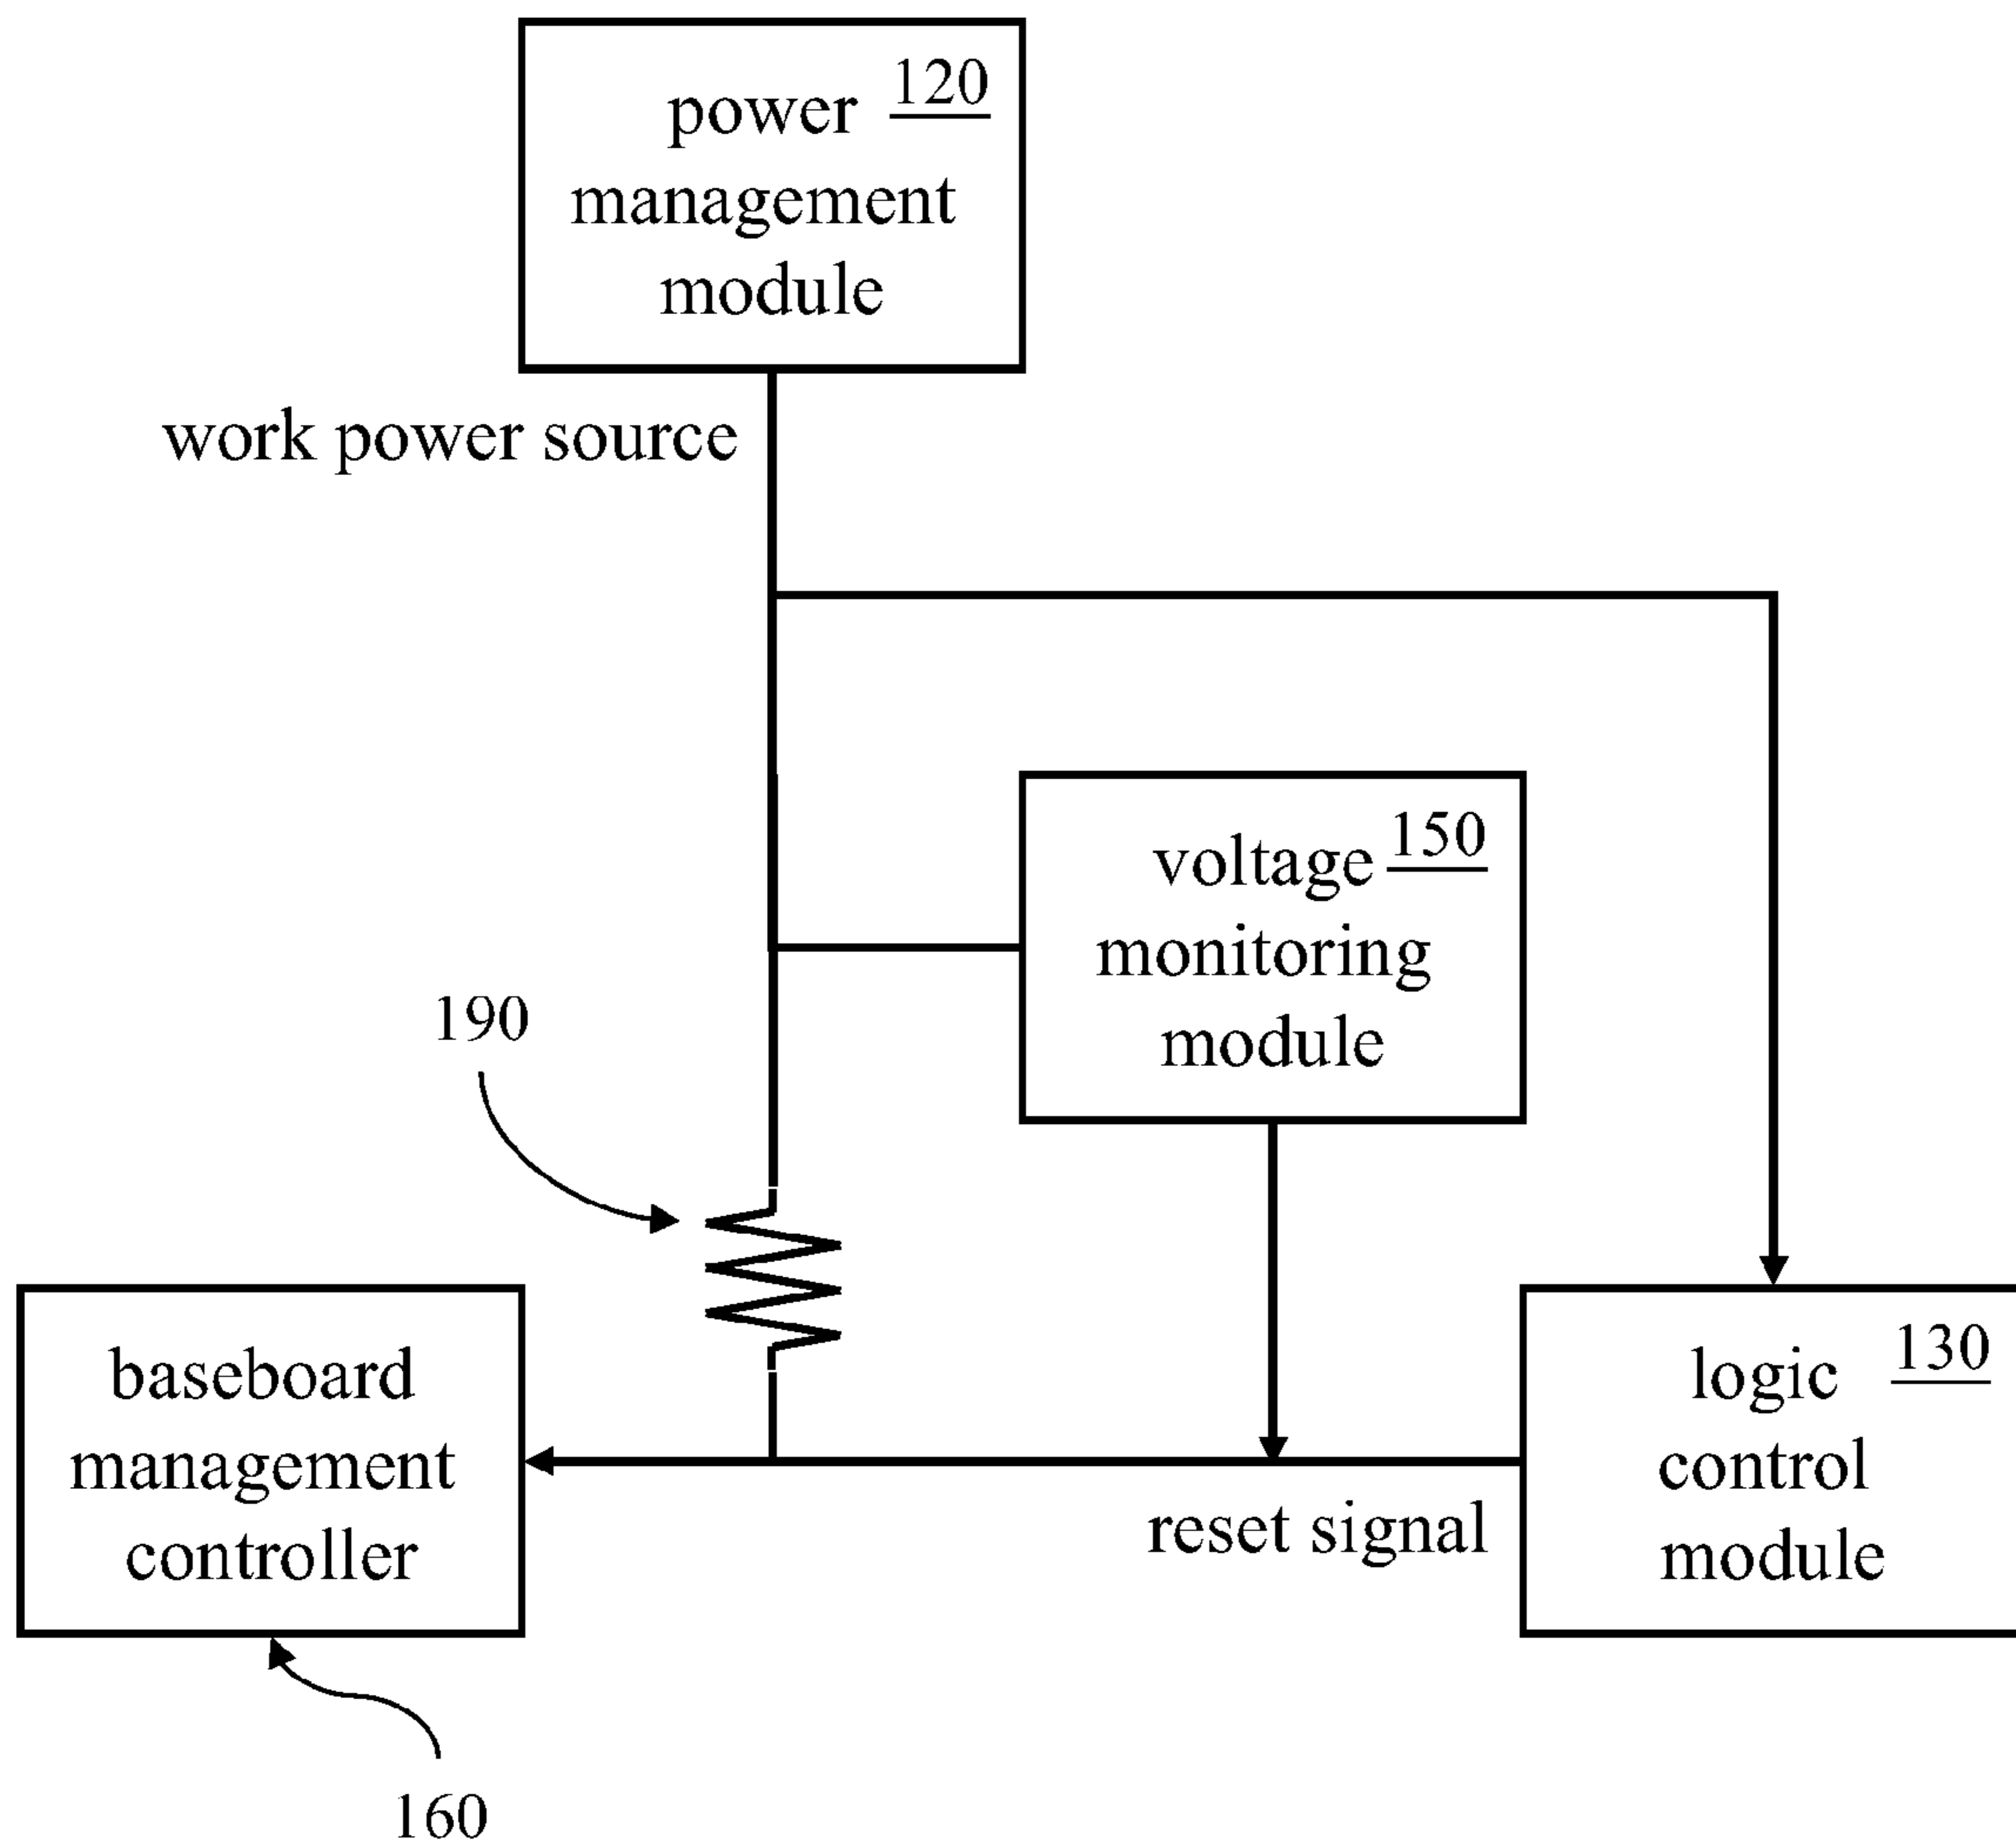 power 120
management
module
work power source
voltage 150
monitoring
module
190
baseboard
management
controller
logic 130
control
module
reset signal
160